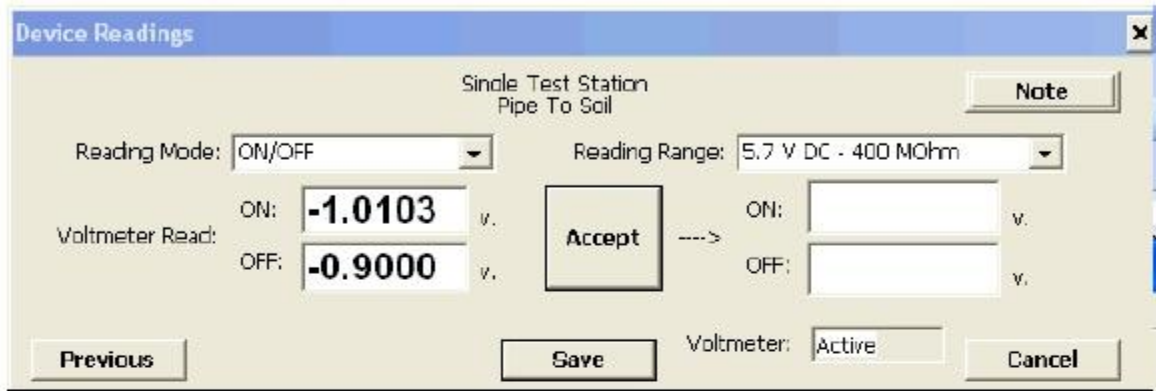 Device Readings
Single Test Station
Pipe To Soil
Note
Reading Mode: ON/OFF
Reading Range: 5.7 V DC - 400 MOhm
Voltmeter Read:
ON: -1.0103 v.
OFF: -0.9000 v.
Accept
---->
ON: v.
OFF: v.
Previous
Save
Voltmeter: Active
Cancel